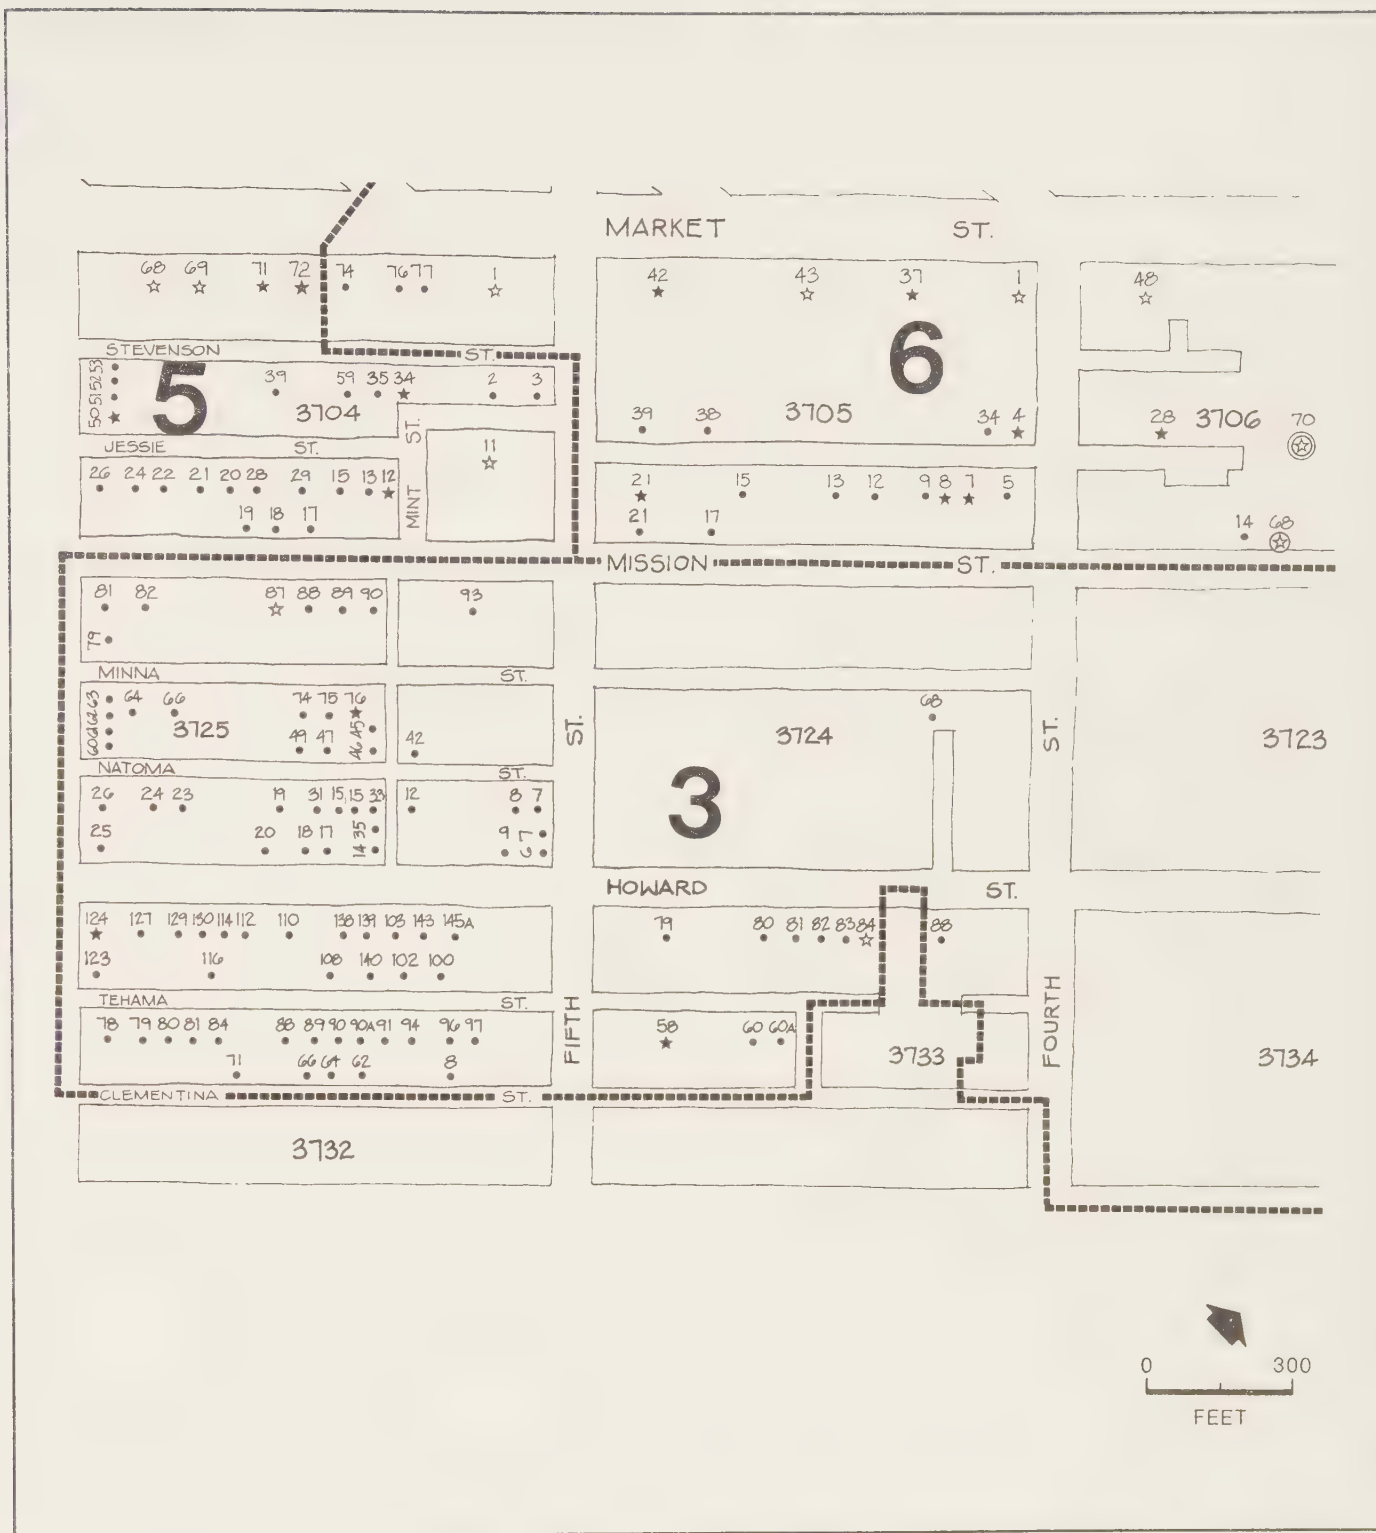 MARKET ST.
68 69 71 72 74 76 77 1
42 43 37 1
48
STEVENSON ST.
50 51 52 53
5
39 59 35 34 2 3
3704
6
39 38 3705 34 4
28 3706 70
JESSIE ST.
MINT ST.
11
26 24 22 21 20 28 29 15 13 12
19 18 17
21 15 13 12 9 8 7 5
21 17
14 68
MISSION ST.
81 82 87 88 89 90 93
79
MINNA ST.
60 61 62 63
64 66 74 75 76
3725
49 47 46 45
42
68
3724
3723
NATOMA ST.
26 24 23 19 31 15 15 33 12 8 7
25 20 18 17 14 35 9 6 7
3
FIFTH ST.
FOURTH ST.
HOWARD ST.
124 127 129 130 114 112 110 138 139 103 143 145A
123 116 108 140 102 100
79 80 81 82 83 84 88
TEHAMA ST.
78 79 80 81 84 88 89 90 90A 91 94 96 97
71 66 64 62 8
58 60 60A
3733
3734
CLEMENTINA ST.
3732
0 300
FEET